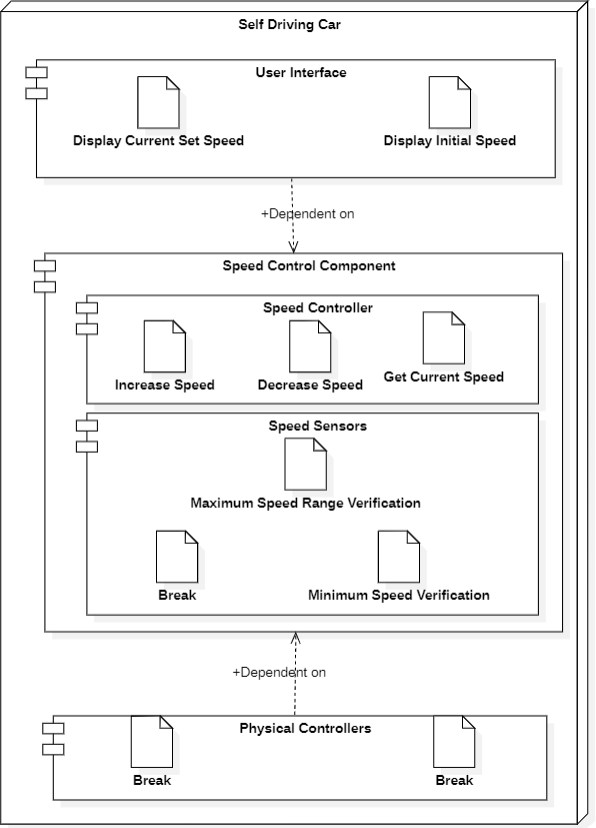 Self Driving Car
User Interface
Display Current Set Speed
Display Initial Speed
+Dependent on
Speed Control Component
Speed Controller
Increase Speed
Decrease Speed
Get Current Speed
Speed Sensors
Maximum Speed Range Verification
Break
Minimum Speed Verification
+Dependent on
Physical Controllers
Break
Break